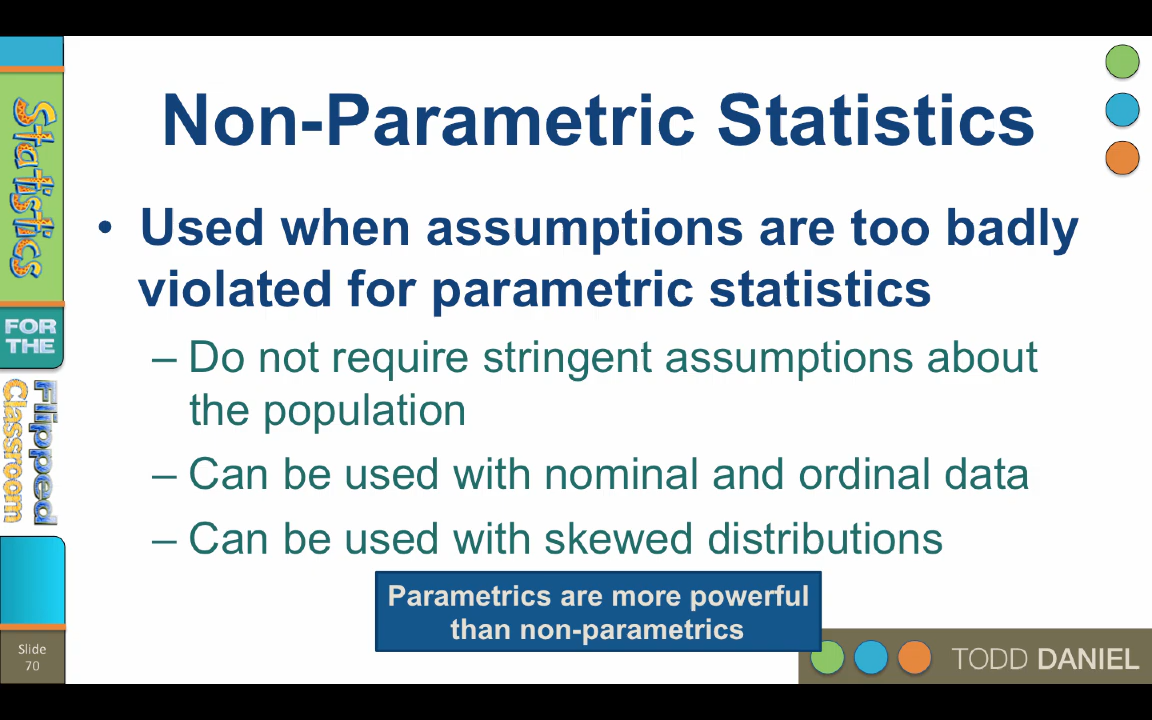 Non-Parametric Statistics
• Used when assumptions are too badly
violated for parametric statistics
– Do not require stringent assumptions about
the population
– Can be used with nominal and ordinal data
– Can be used with skewed distributions
Parametrics are more powerful
than non-parametrics
Statistics
FOR
THE
Flipped
Classroom
Slide
70
TODD DANIEL